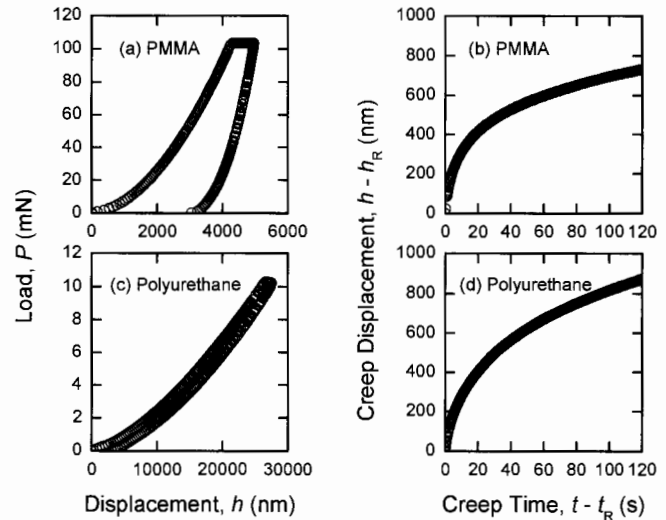 120
100
80
60
40
20
0
(a) PMMA
0 2000 4000 6000
1000
800
600
400
200
0
(b) PMMA
0 20 40 60 80 100 120
12
10
8
6
4
2
0
(c) Polyurethane
0 10000 20000 30000
1000
800
600
400
200
0
(d) Polyurethane
0 20 40 60 80 100 120
Load, P (mN)
Displacement, h (nm)
Creep Displacement, h - hR (nm)
Creep Time, t - tR (s)